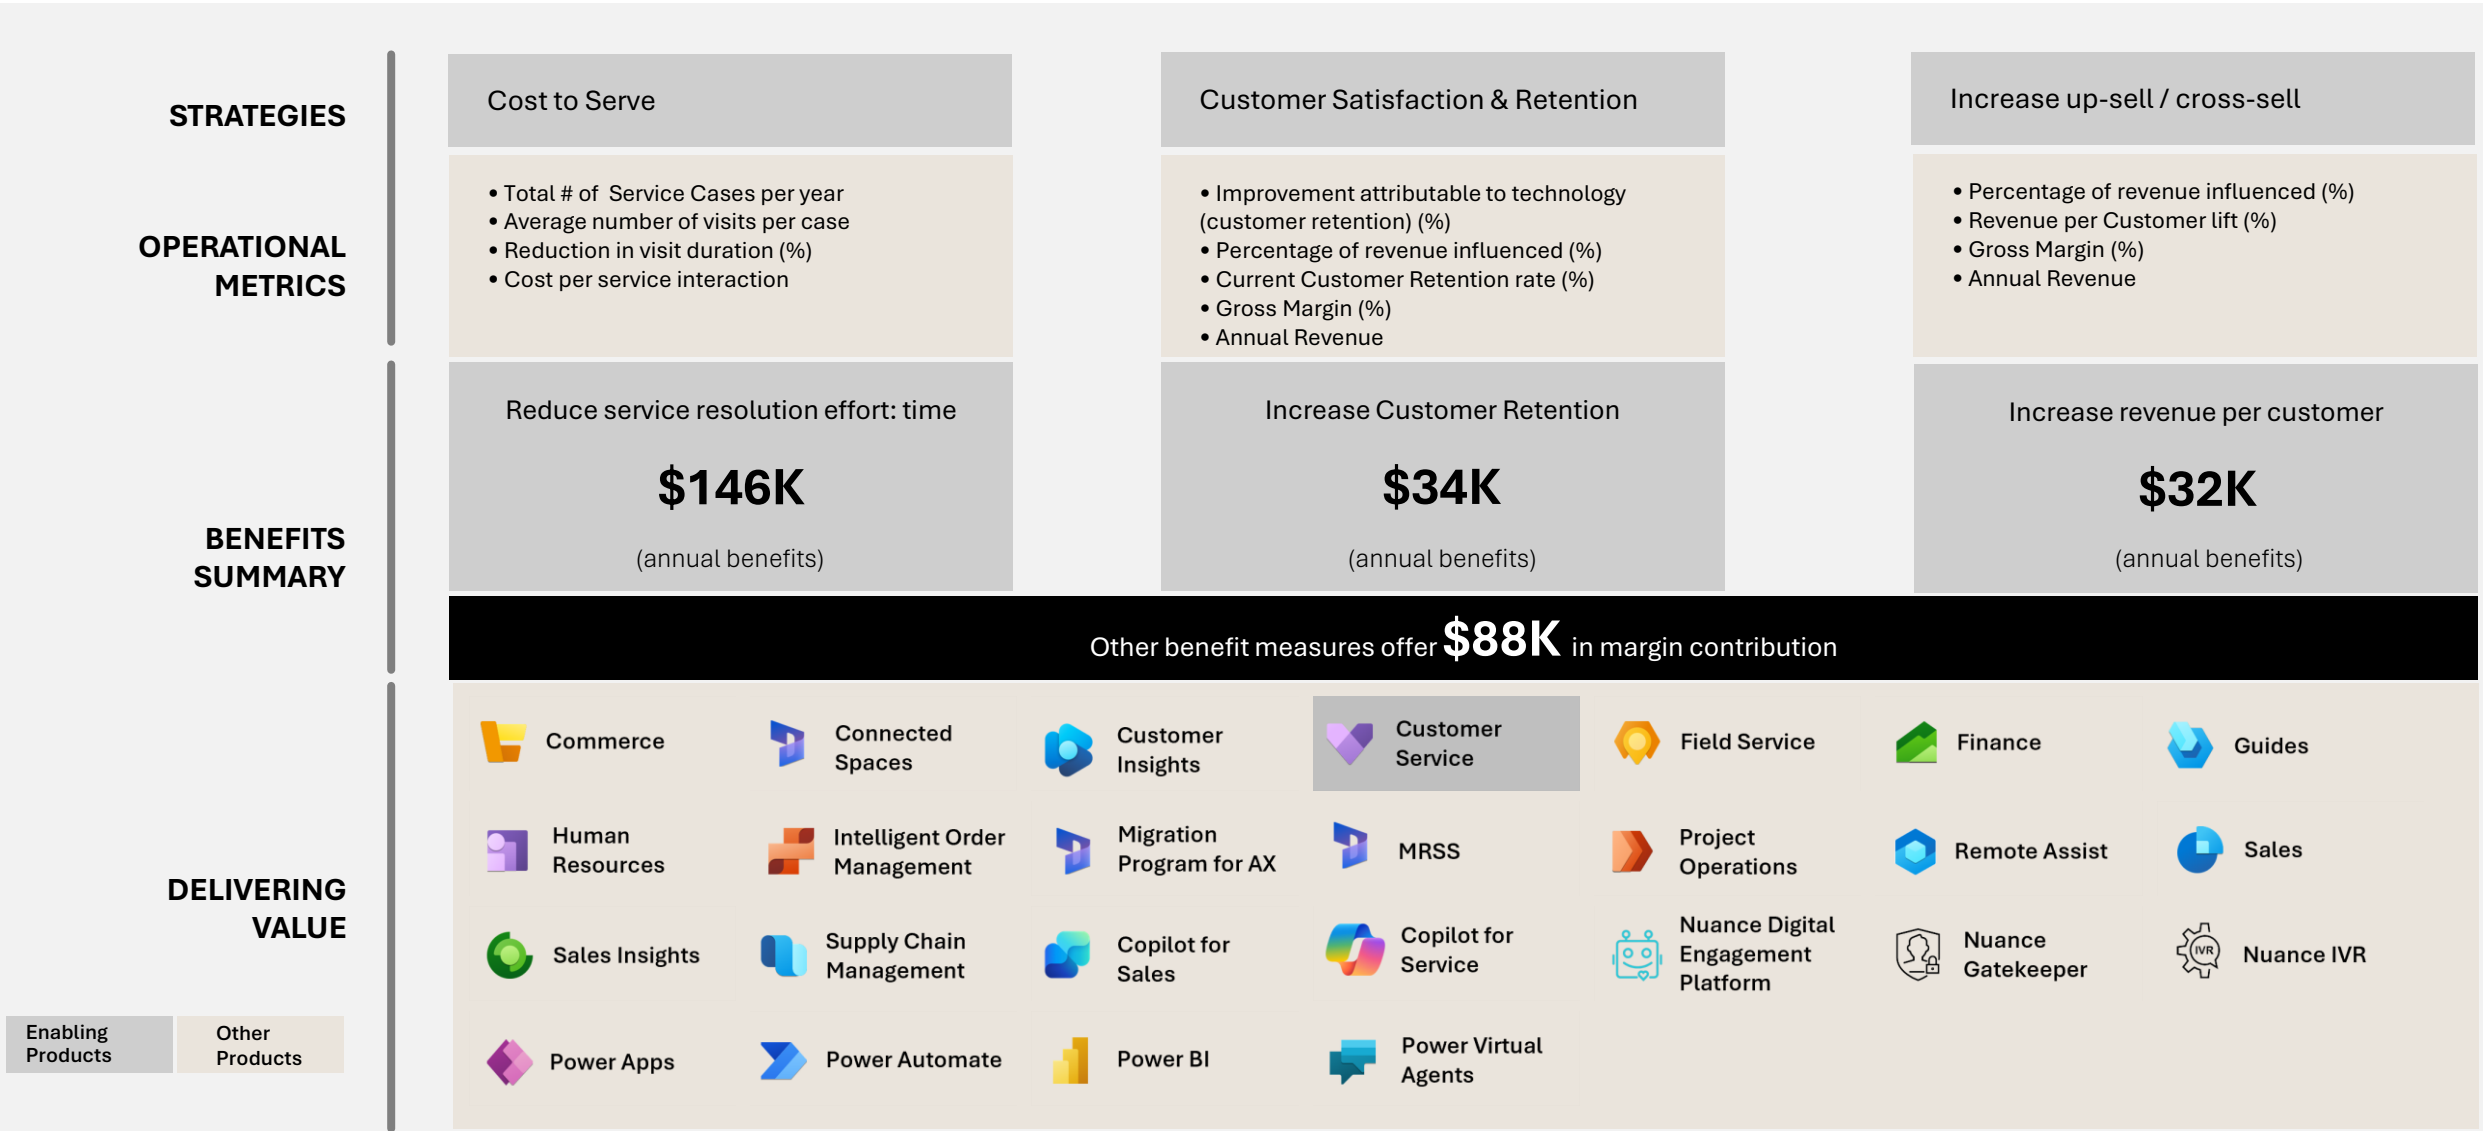 STRATEGIES
Cost to Serve
Customer Satisfaction & Retention
Increase up-sell / cross-sell
OPERATIONAL
METRICS
• Total # of  Service Cases per year
• Average number of visits per case
• Reduction in visit duration (%)
• Cost per service interaction
• Improvement attributable to technology
(customer retention) (%)
• Percentage of revenue influenced (%)
• Current Customer Retention rate (%)
• Gross Margin (%)
• Annual Revenue
• Percentage of revenue influenced (%)
• Revenue per Customer lift (%)
• Gross Margin (%)
• Annual Revenue
BENEFITS
SUMMARY
Reduce service resolution effort: time
$146K
(annual benefits)
Increase Customer Retention
$34K
(annual benefits)
Increase revenue per customer
$32K
(annual benefits)
Other benefit measures offer $88K in margin contribution
DELIVERING
VALUE
Commerce
Connected
Spaces
Customer
Insights
Customer
Service
Field Service
Finance
Guides
Human
Resources
Intelligent Order
Management
Migration
Program for AX
MRSS
Project
Operations
Remote Assist
Sales
Sales Insights
Supply Chain
Management
Copilot for
Sales
Copilot for
Service
Nuance Digital
Engagement
Platform
Nuance
Gatekeeper
IVR
Nuance IVR
Power Apps
Power Automate
Power BI
Power Virtual
Agents
Enabling
Products
Other
Products